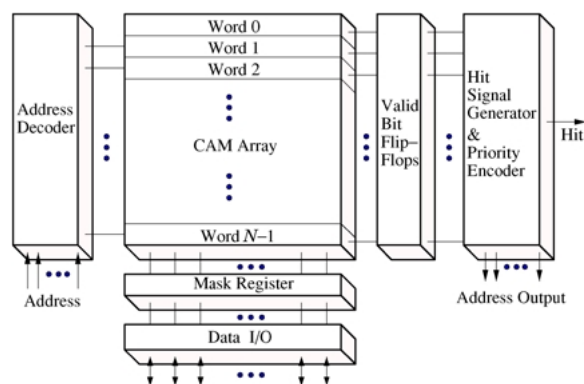 Word 0
Word 1
Word 2
Address
Decoder
CAM Array
Word N–1
Valid
Bit
Flip–
Flops
Hit
Signal
Generator
&
Priority
Encoder
Hit
Address
Mask Register
Address Output
Data I/O